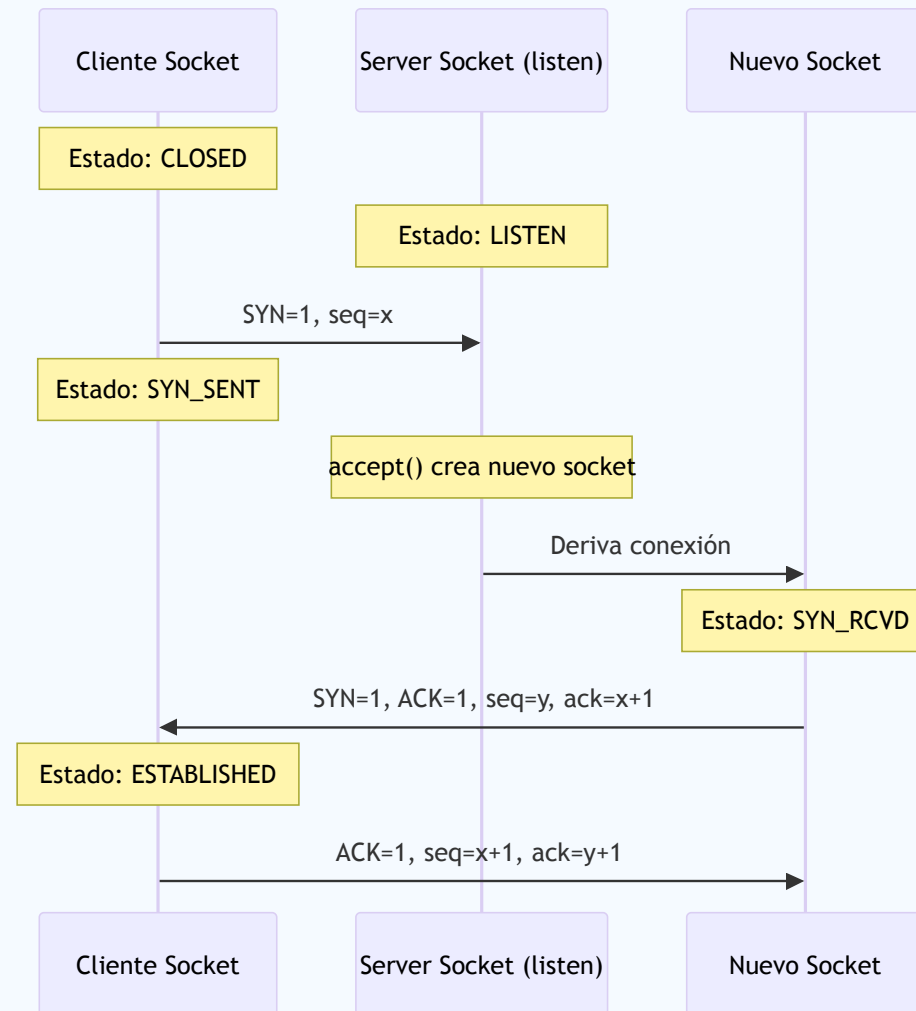 Cliente Socket
Server Socket (listen)
Nuevo Socket
Estado: CLOSED
Estado: LISTEN
SYN=1, seq=x
Estado: SYN_SENT
accept() crea nuevo socket
Deriva conexión
Estado: SYN_RCVD
SYN=1, ACK=1, seq=y, ack=x+1
Estado: ESTABLISHED
ACK=1, seq=x+1, ack=y+1
Cliente Socket
Server Socket (listen)
Nuevo Socket